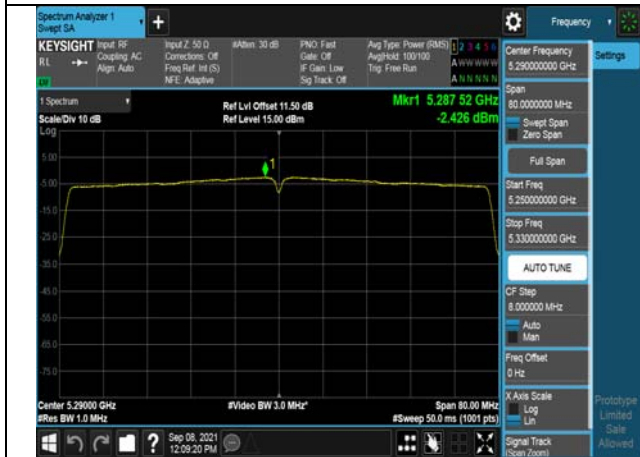 Spectrum Analyzer 1
Swept SA
Frequency
KEYSIGHT
RL
Input: RF
Coupling: AC
Align: Auto
Input Z: 50 Ω
Corrections: Off
Freq Ref: Int (S)
NFE: Adaptive
#Atten: 30 dB
PNO: Fast
Gate: Off
IF Gain: Low
Sig Track: Off
Avg Type: Power (RMS)
Avg|Hold: 100/100
Trig: Free Run
1 2 3 4 5 6
A W W W W W
A N N N N N
1 Spectrum
Scale/Div 10 dB
Log
Ref Lvl Offset 11.50 dB
Ref Level 15.00 dBm
Mkr1 5.287 52 GHz
-2.426 dBm
1
5.00
-5.00
-15.0
-25.0
-35.0
-45.0
-55.0
-65.0
-75.0
Center 5.29000 GHz
#Res BW 1.0 MHz
#Video BW 3.0 MHz*
Span 80.00 MHz
#Sweep 50.0 ms (1001 pts)
Sep 08, 2021
12:09:20 PM
Center Frequency
5.290000000 GHz
Settings
Span
80.0000000 MHz
Swept Span
Zero Span
Full Span
Start Freq
5.250000000 GHz
Stop Freq
5.330000000 GHz
AUTO TUNE
CF Step
8.000000 MHz
Auto
Man
Freq Offset
0 Hz
X Axis Scale
Log
Lin
Signal Track
(Span Zoom)
Prototype
Limited
Sale
Allowed